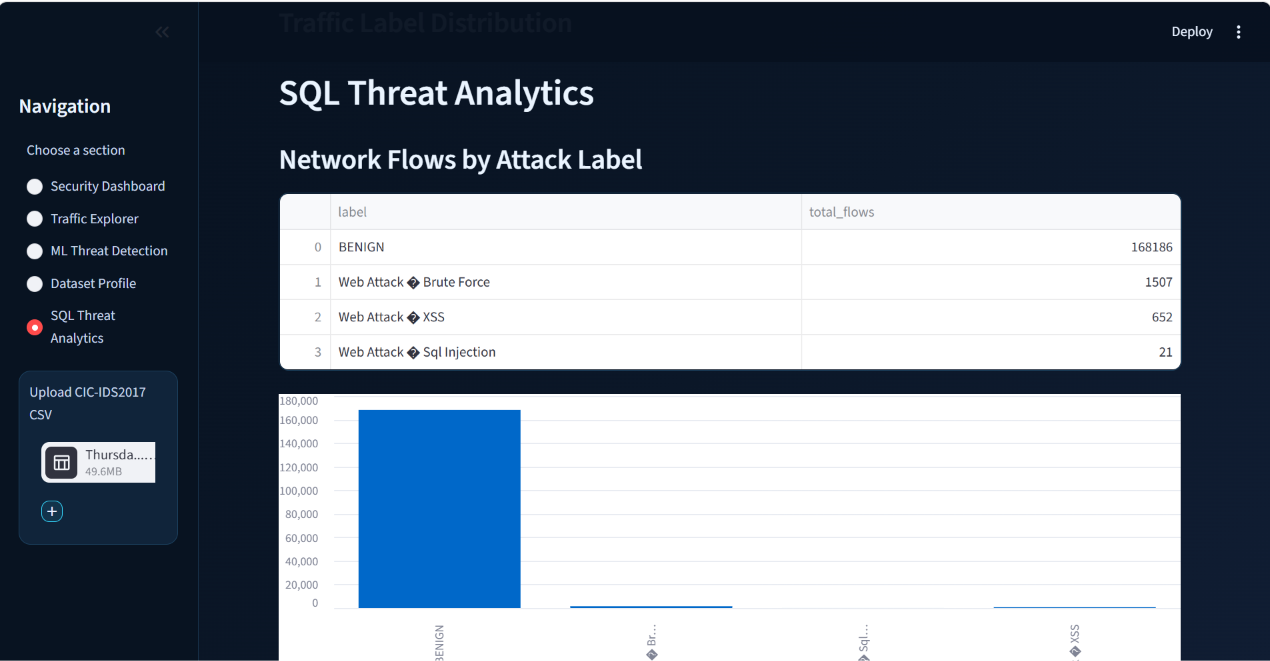 Traffic Label Distribution
Deploy
Navigation
Choose a section
Security Dashboard
Traffic Explorer
ML Threat Detection
Dataset Profile
SQL Threat
Analytics
Upload CIC-IDS2017
CSV
Thursda......
49.6MB
SQL Threat Analytics
Network Flows by Attack Label
label total_flows
0 BENIGN 168186
1 Web Attack � Brute Force 1507
2 Web Attack � XSS 652
3 Web Attack � Sql Injection 21
180,000
160,000
140,000
120,000
100,000
80,000
60,000
40,000
20,000
0
BENIGN
� Br...
� Sql...
� XSS